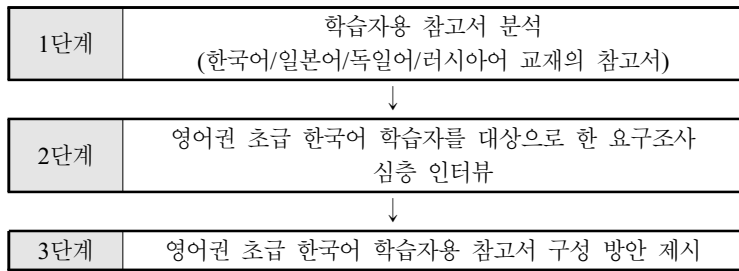 1단계
학습자용 참고서 분석
(한국어/일본어/독일어/러시아어 교재의 참고서)
↓
2단계
영어권 초급 한국어 학습자를 대상으로 한 요구조사
심층 인터뷰
↓
3단계
영어권 초급 한국어 학습자용 참고서 구성 방안 제시